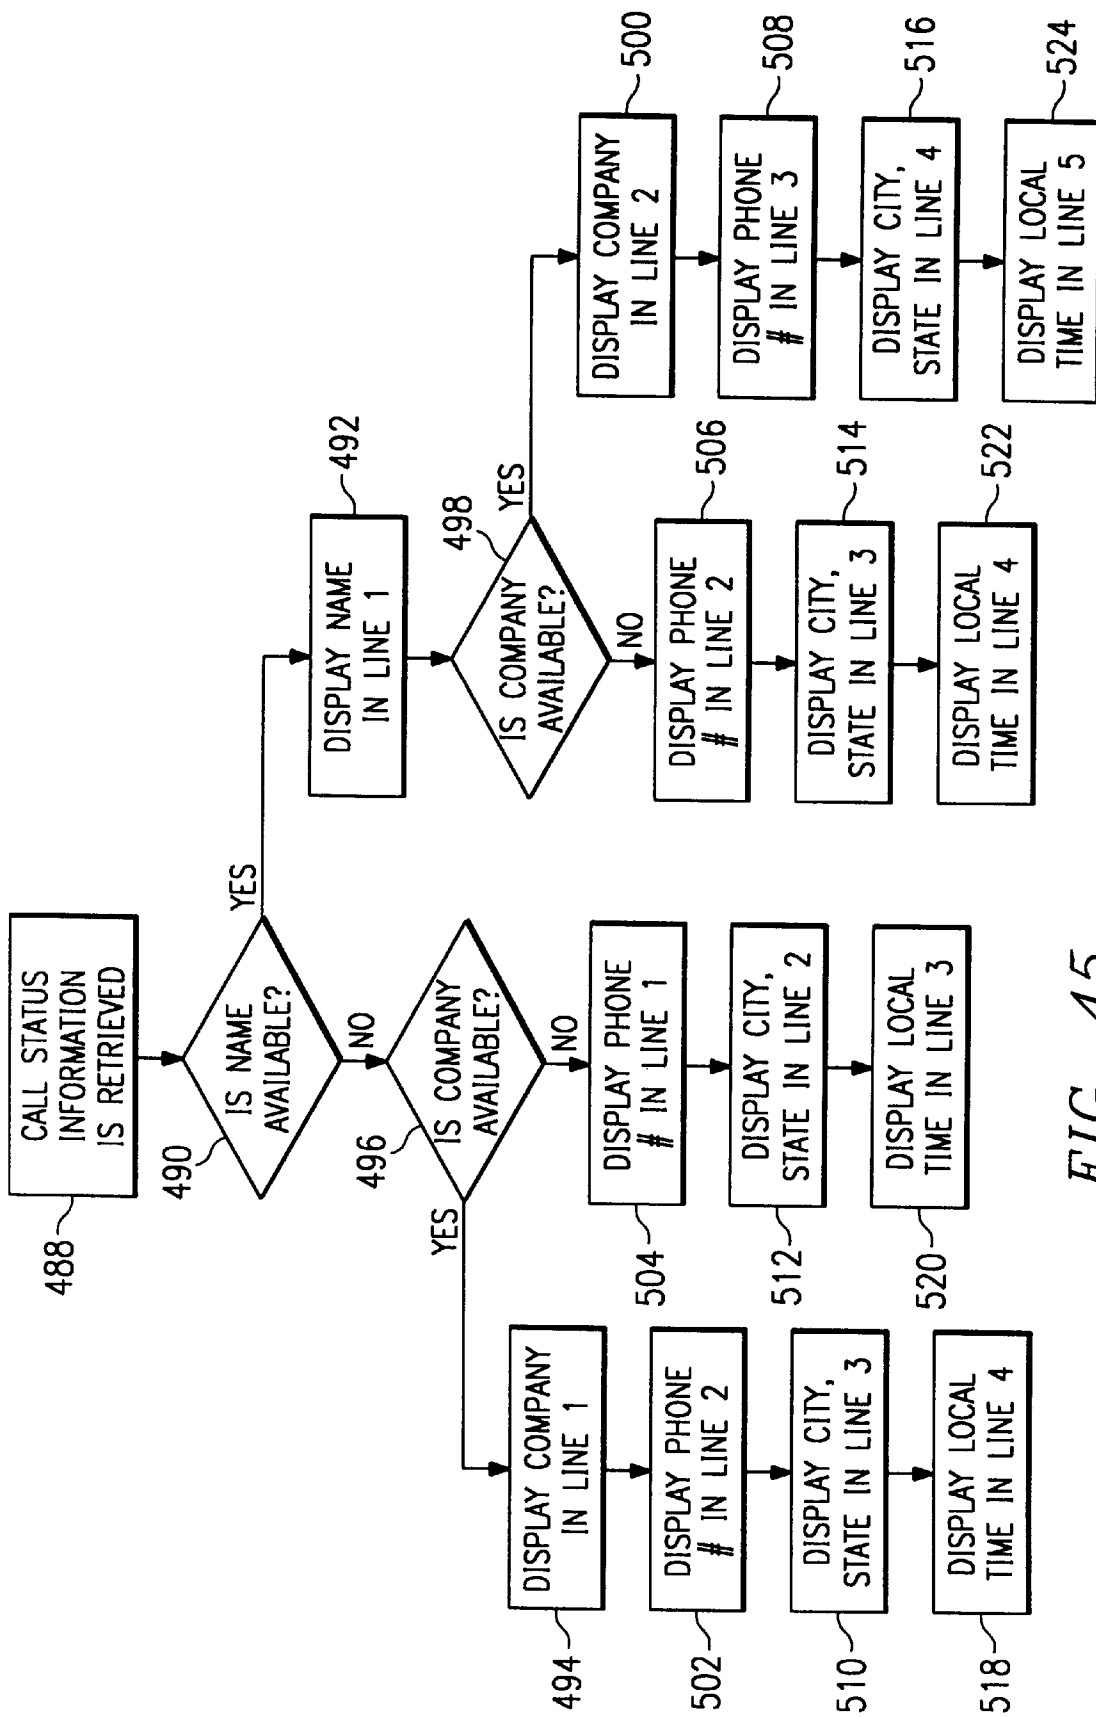 CALL STATUS
INFORMATION
IS RETRIEVED
488
IS NAME
AVAILABLE?
490
YES
NO
DISPLAY NAME
IN LINE 1
492
IS COMPANY
AVAILABLE?
496
YES
NO
IS COMPANY
AVAILABLE?
498
YES
NO
DISPLAY COMPANY
IN LINE 1
494
DISPLAY PHONE
# IN LINE 2
502
DISPLAY CITY,
STATE IN LINE 3
510
DISPLAY LOCAL
TIME IN LINE 4
518
DISPLAY PHONE
# IN LINE 1
504
DISPLAY CITY,
STATE IN LINE 2
512
DISPLAY LOCAL
TIME IN LINE 3
520
DISPLAY PHONE
# IN LINE 2
506
DISPLAY CITY,
STATE IN LINE 3
514
DISPLAY LOCAL
TIME IN LINE 4
522
DISPLAY COMPANY
IN LINE 2
500
DISPLAY PHONE
# IN LINE 3
508
DISPLAY CITY,
STATE IN LINE 4
516
DISPLAY LOCAL
TIME IN LINE 5
524
FIG. 45